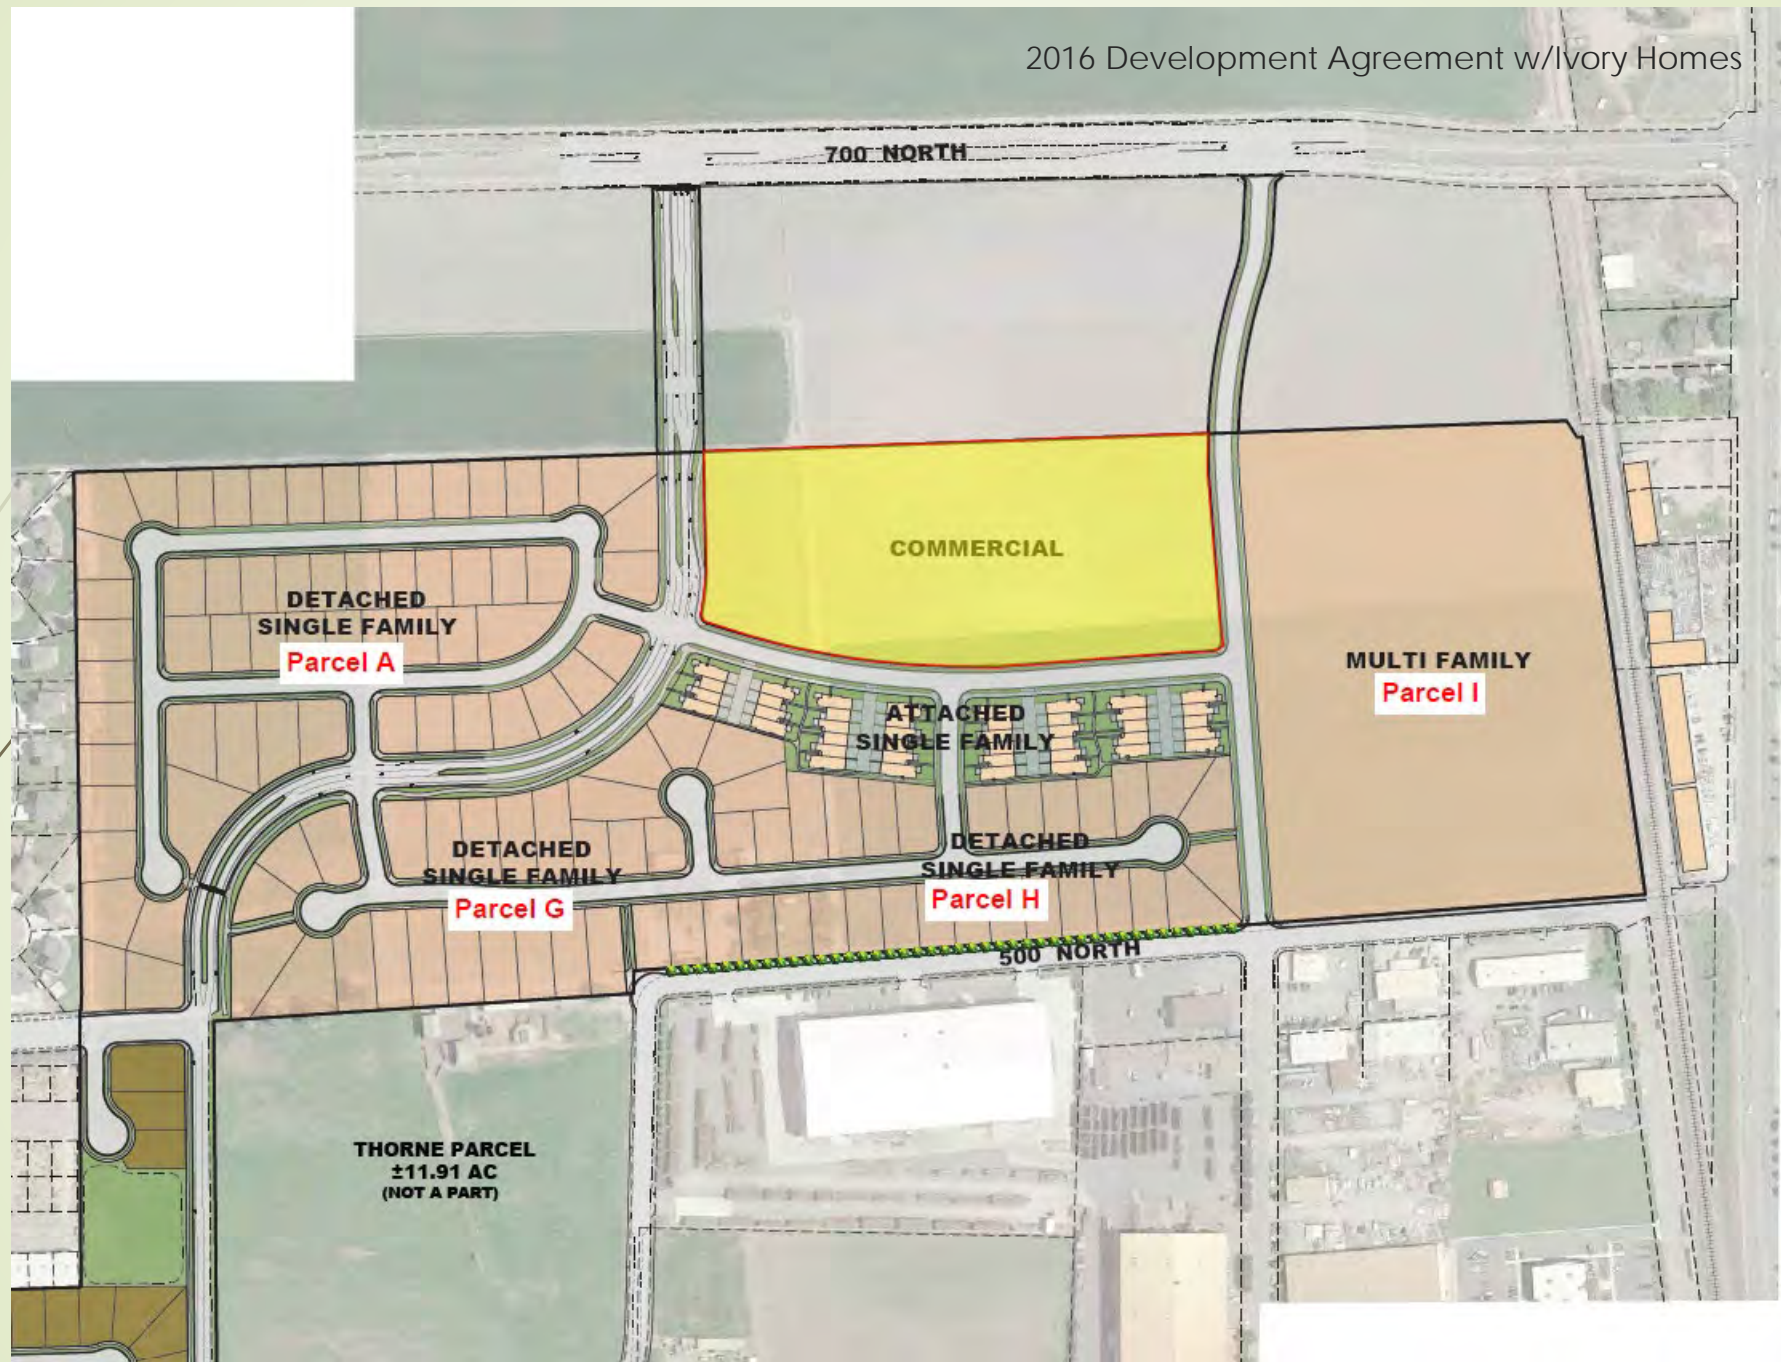 2016 Development Agreement w/Ivory Homes
700 NORTH
COMMERCIAL
DETACHED
SINGLE FAMILY
Parcel A
MULTI FAMILY
Parcel I
ATTACHED
SINGLE FAMILY
DETACHED
SINGLE FAMILY
Parcel G
DETACHED
SINGLE FAMILY
Parcel H
500 NORTH
THORNE PARCEL
±11.91 AC
(NOT A PART)